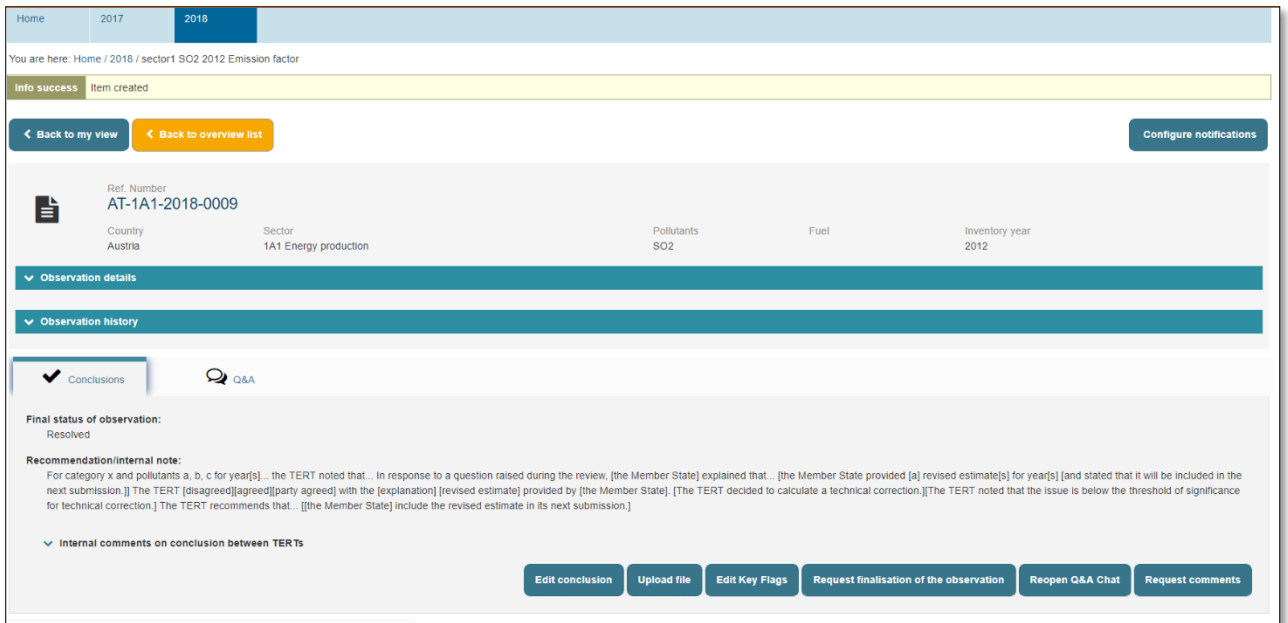 Home 2017 2018
You are here: Home / 2018 / sector1 SO2 2012 Emission factor
Info success Item created
Back to my view Back to overview list Configure notifications
Ref. Number
AT-1A1-2018-0009
Country Sector Pollutants Fuel Inventory year
Austria 1A1 Energy production SO2 2012
Observation details
Observation history
Conclusions Q&A
Final status of observation:
Resolved
Recommendation/internal note:
For category x and pollutants a, b, c for year[s]... the TERT noted that... In response to a question raised during the review, [the Member State] explained that... [the Member State provided [a] revised estimate[s] for year[s] [and stated that it will be included in the
next submission.]] The TERT [disagreed][agreed][party agreed] with the [explanation] [revised estimate] provided by [the Member State]. [The TERT decided to calculate a technical correction.][The TERT noted that the issue is below the threshold of significance
for technical correction.] The TERT recommends that... [[the Member State] include the revised estimate in its next submission.]
Internal comments on conclusion between TERTs
Edit conclusion Upload file Edit Key Flags Request finalisation of the observation Reopen Q&A Chat Request comments